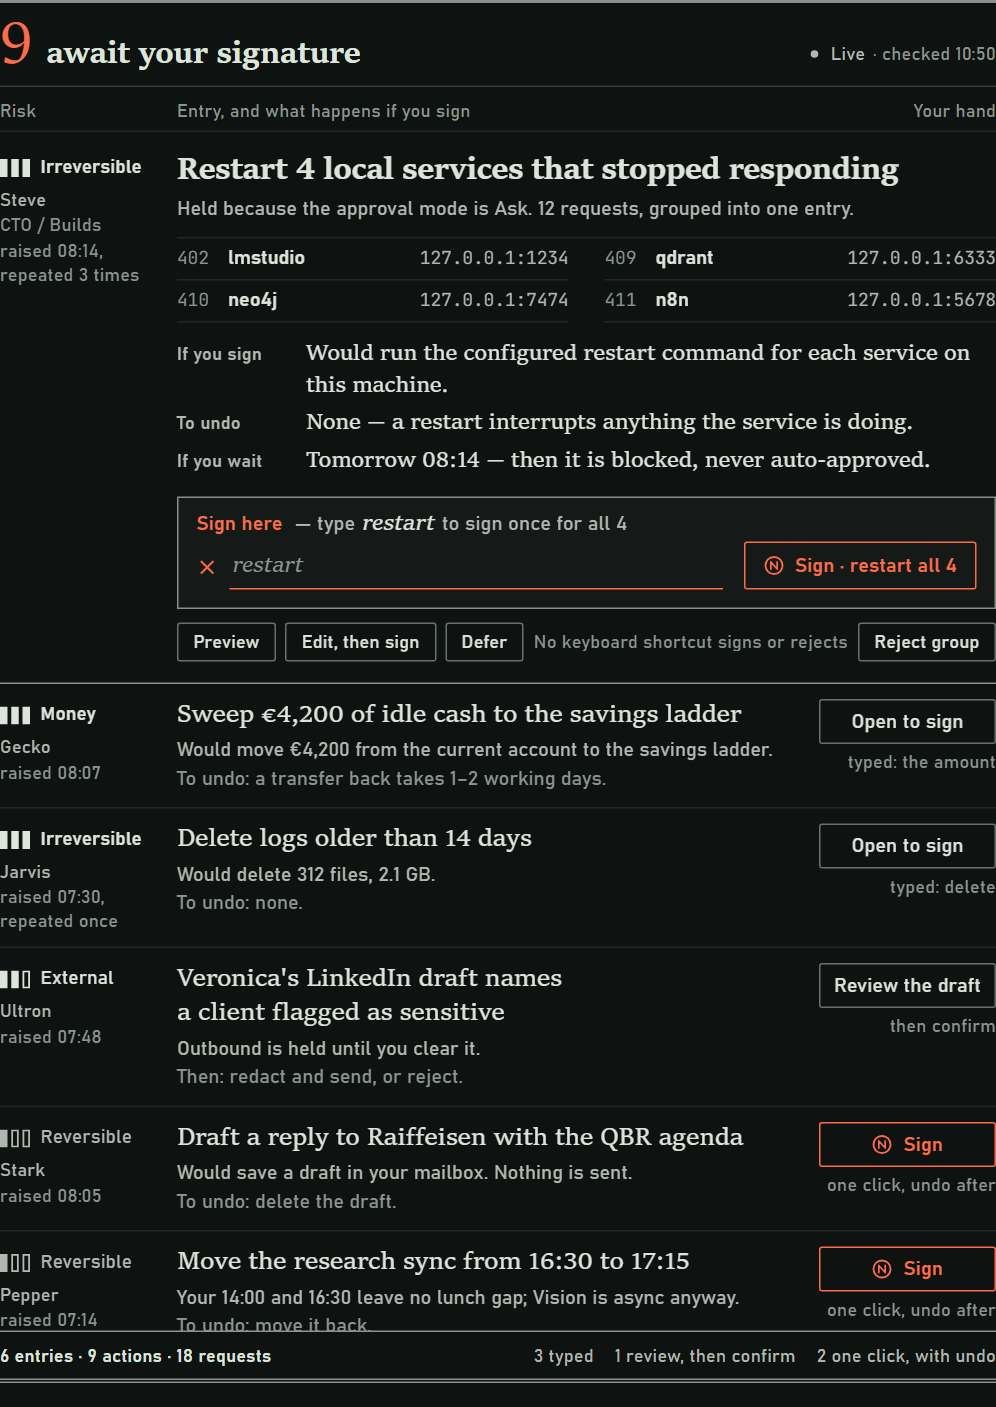 9 await your signature
Live · checked 10:50
Risk
Entry, and what happens if you sign
Your hand
Irreversible
Steve
CTO / Builds
raised 08:14,
repeated 3 times
Restart 4 local services that stopped responding
Held because the approval mode is Ask. 12 requests, grouped into one entry.
402 lmstudio 127.0.0.1:1234
409 qdrant 127.0.0.1:6333
410 neo4j 127.0.0.1:7474
411 n8n 127.0.0.1:5678
If you sign
Would run the configured restart command for each service on
this machine.
To undo
None — a restart interrupts anything the service is doing.
If you wait
Tomorrow 08:14 — then it is blocked, never auto-approved.
Sign here — type restart to sign once for all 4
× restart
N Sign · restart all 4
Preview
Edit, then sign
Defer
No keyboard shortcut signs or rejects
Reject group
Money
Gecko
raised 08:07
Sweep €4,200 of idle cash to the savings ladder
Would move €4,200 from the current account to the savings ladder.
To undo: a transfer back takes 1–2 working days.
Open to sign
typed: the amount
Irreversible
Jarvis
raised 07:30,
repeated once
Delete logs older than 14 days
Would delete 312 files, 2.1 GB.
To undo: none.
Open to sign
typed: delete
External
Ultron
raised 07:48
Veronica's LinkedIn draft names
a client flagged as sensitive
Outbound is held until you clear it.
Then: redact and send, or reject.
Review the draft
then confirm
Reversible
Stark
raised 08:05
Draft a reply to Raiffeisen with the QBR agenda
Would save a draft in your mailbox. Nothing is sent.
To undo: delete the draft.
N Sign
one click, undo after
Reversible
Pepper
raised 07:14
Move the research sync from 16:30 to 17:15
Your 14:00 and 16:30 leave no lunch gap; Vision is async anyway.
To undo: move it back.
N Sign
one click, undo after
6 entries · 9 actions · 18 requests
3 typed
1 review, then confirm
2 one click, with undo